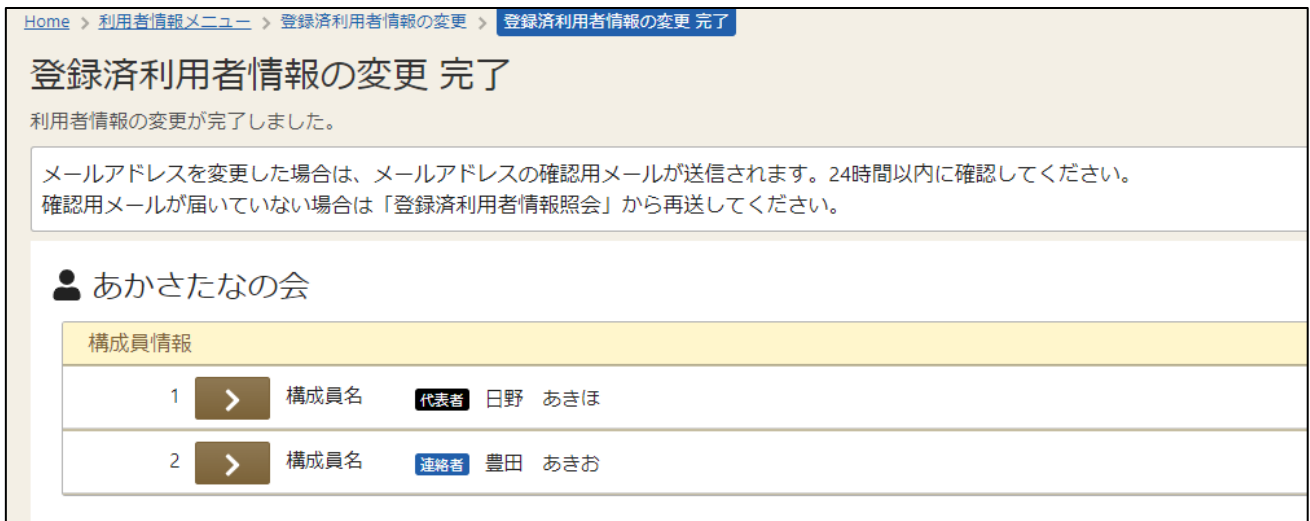 Home > 利用者情報メニュー > 登録済利用者情報の変更 > 登録済利用者情報の変更 完了
登録済利用者情報の変更 完了
利用者情報の変更が完了しました。
メールアドレスを変更した場合は、メールアドレスの確認用メールが送信されます。24時間以内に確認してください。
確認用メールが届いていない場合は「登録済利用者情報照会」から再送してください。
あかさたなの会
構成員情報
1 構成員名 代表者 日野 あきほ
2 構成員名 連絡者 豊田 あきお